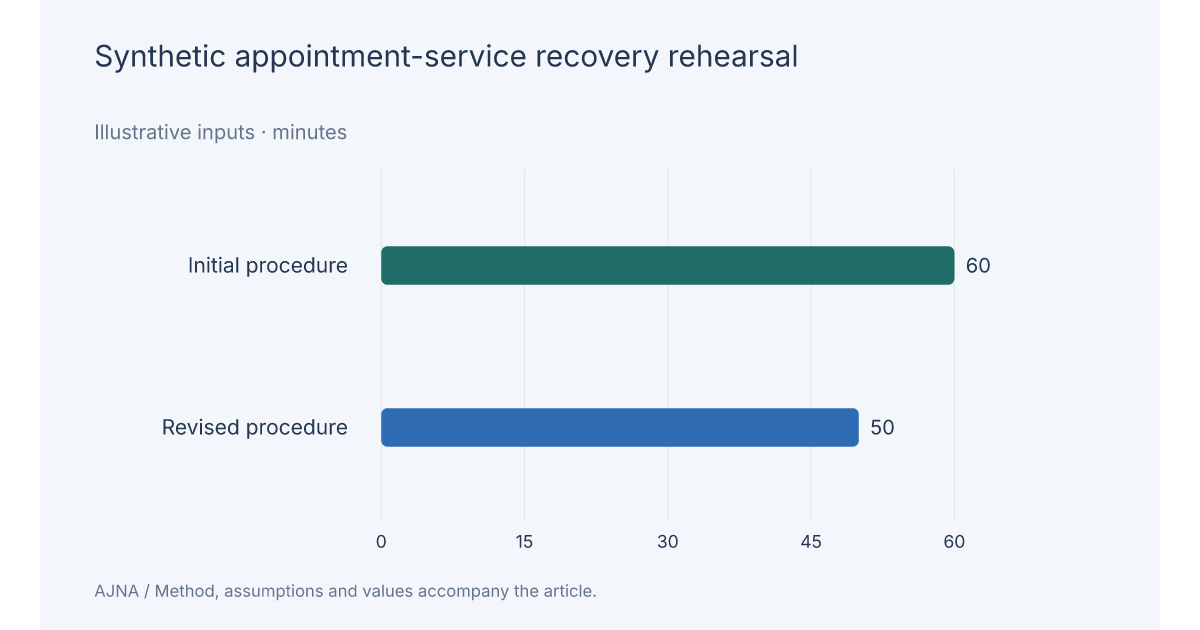 Synthetic appointment-service recovery rehearsal
Illustrative inputs · minutes
Initial procedure 60
Revised procedure 50
0 15 30 45 60
AJNA / Method, assumptions and values accompany the article.